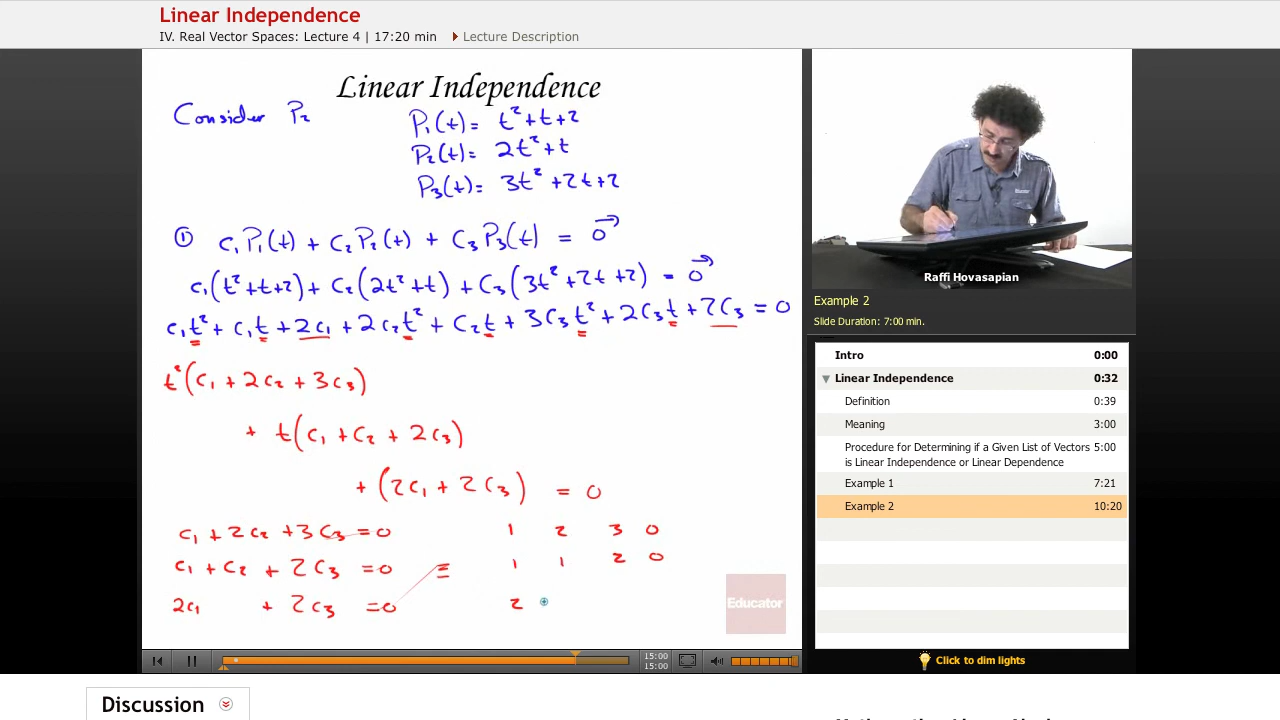 Linear Independence
IV. Real Vector Spaces: Lecture 4 | 17:20 min Lecture Description
Linear Independence
Consider P₂
P₁(t) = t² + t + 2
P₂(t) = 2t² + t
P₃(t) = 3t² + 2t + 2
① c₁P₁(t) + c₂P₂(t) + c₃P₃(t) = 0⃗
c₁(t² + t + 2) + c₂(2t² + t) + c₃(3t² + 2t + 2) = 0⃗
c₁t² + c₁t + 2c₁ + 2c₂t² + c₂t + 3c₃t² + 2c₃t + 2c₃ = 0
t²(c₁ + 2c₂ + 3c₃)
+ t(c₁ + c₂ + 2c₃)
+ (2c₁ + 2c₃) = 0
c₁ + 2c₂ + 3c₃ = 0 1 2 3 0
c₁ + c₂ + 2c₃ = 0 ≡ 1 1 2 0
2c₁ + 2c₃ = 0 2
Educator
15:00
15:00
Raffi Hovasapian
Example 2
Slide Duration: 7:00 min.
Intro 0:00
Linear Independence 0:32
Definition 0:39
Meaning 3:00
Procedure for Determining if a Given List of Vectors 5:00
is Linear Independence or Linear Dependence
Example 1 7:21
Example 2 10:20
Click to dim lights
Discussion